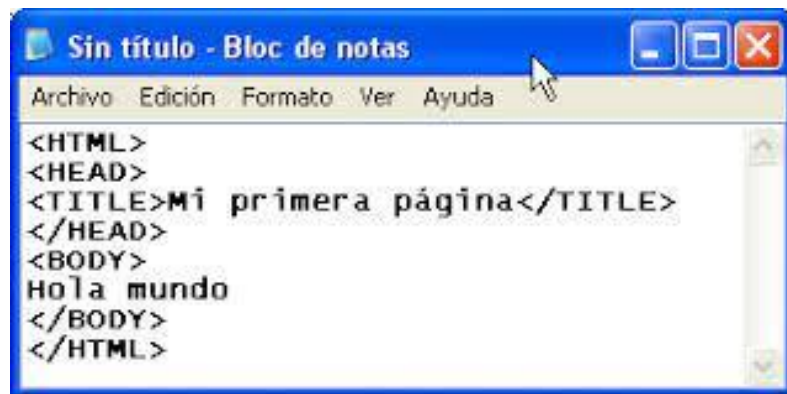 Sin título - Bloc de notas
Archivo Edición Formato Ver Ayuda
<HTML>
<HEAD>
<TITLE>Mi primera página</TITLE>
</HEAD>
<BODY>
Hola mundo
</BODY>
</HTML>